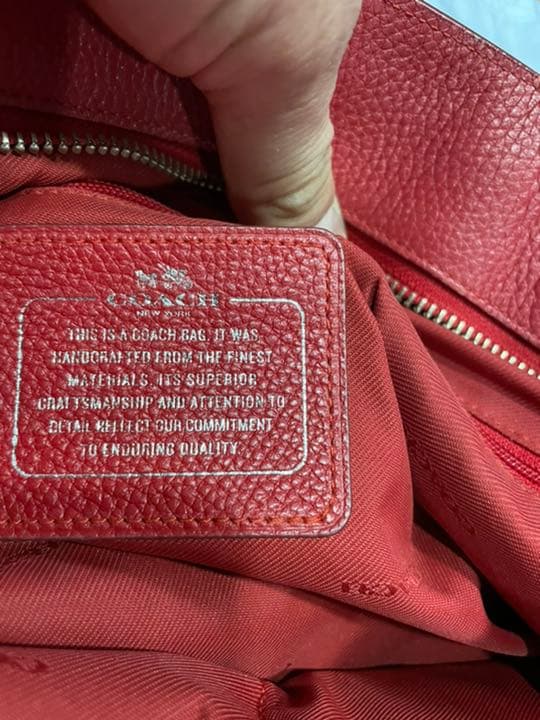 COACH
NEW YORK
THIS IS A COACH BAG. IT WAS
HANDCRAFTED FROM THE FINEST
MATERIALS. ITS SUPERIOR
CRAFTSMANSHIP AND ATTENTION TO
DETAIL REFLECT OUR COMMITMENT
TO ENDURING QUALITY.